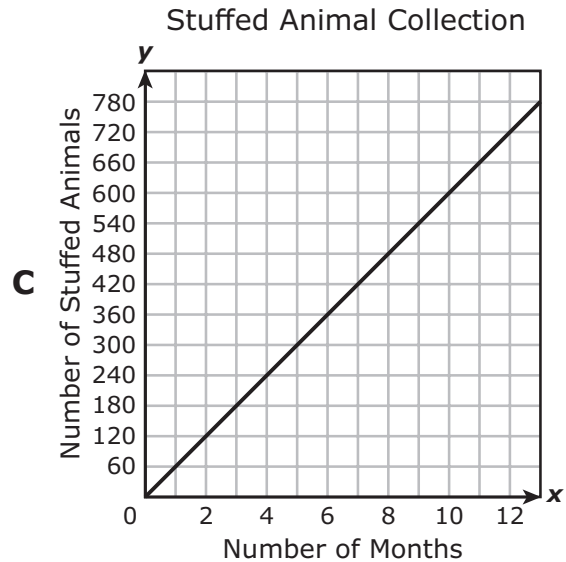 Stuffed Animal Collection
y
C
Number of Stuffed Animals
780
720
660
600
540
480
420
360
300
240
180
120
60
0 2 4 6 8 10 12
x
Number of Months